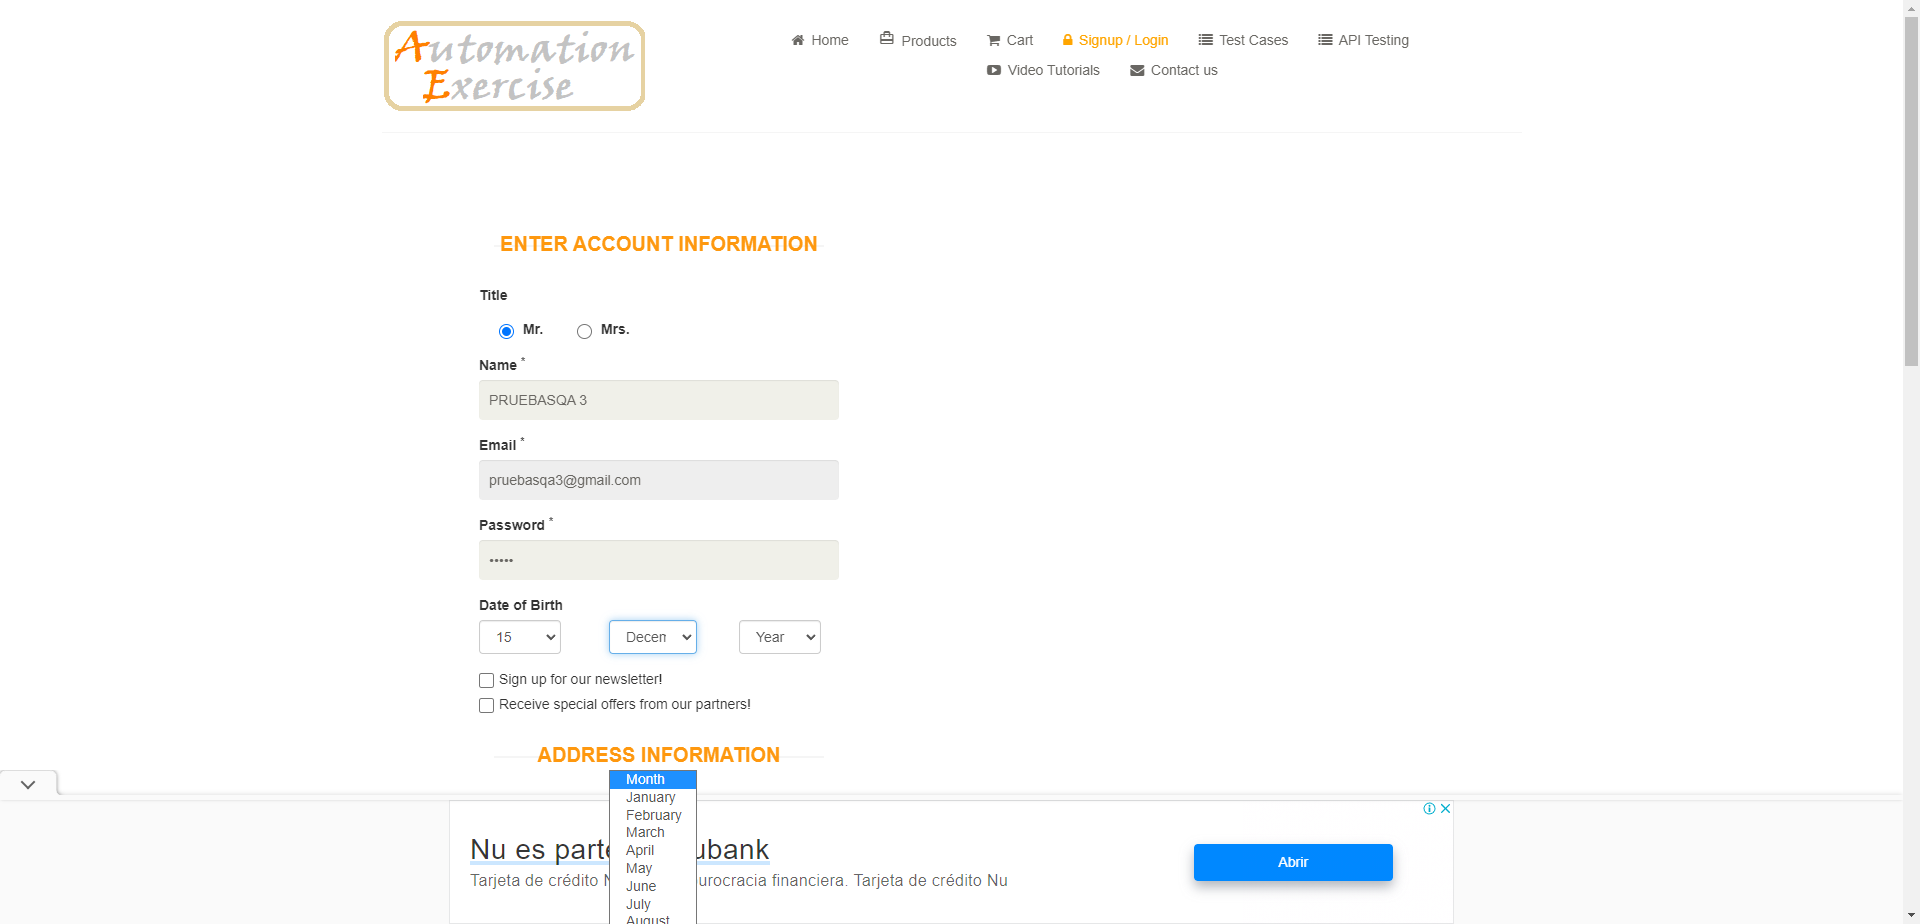 Automation
Exercise
Home
Products
Cart
Signup / Login
Test Cases
API Testing
Video Tutorials
Contact us
ENTER ACCOUNT INFORMATION
Title
Mr.
Mrs.
Name *
PRUEBASQA 3
Email *
pruebasqa3@gmail.com
Password *
•••••
Date of Birth
15
Decem
Year
Sign up for our newsletter!
Receive special offers from our partners!
ADDRESS INFORMATION
Month
January
February
March
April
May
June
July
August
Nu es parte ubank
Tarjeta de crédito urocracia financiera. Tarjeta de crédito Nu
Abrir